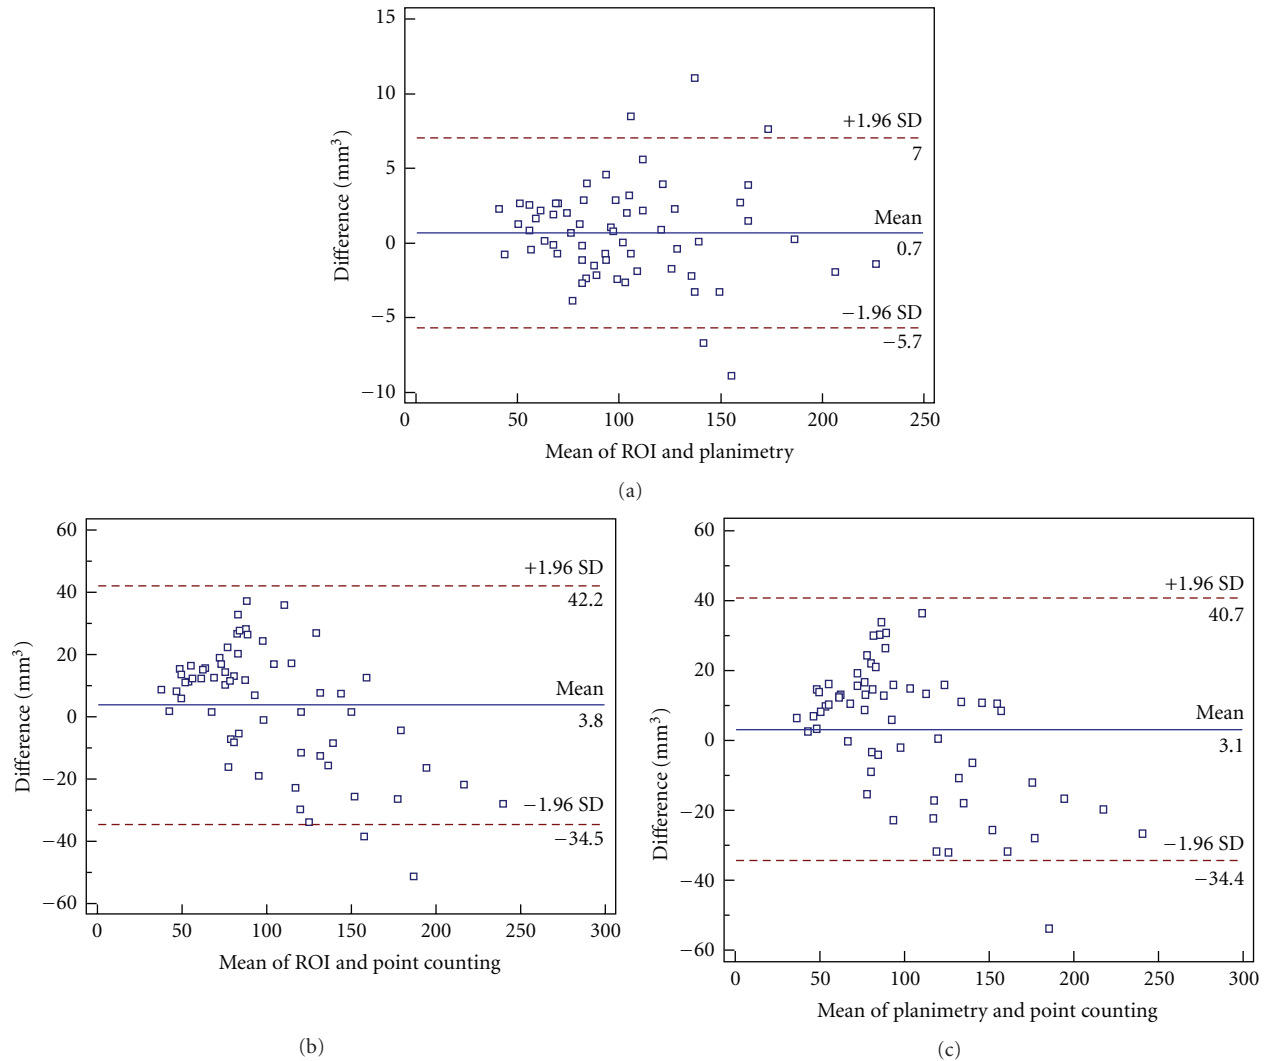 15
10
5
0
−5
−10
Difference (mm³)
+1.96 SD
7
Mean
0.7
−1.96 SD
−5.7
0 50 100 150 200 250
Mean of ROI and planimetry
(a)
60
40
20
0
−20
−40
−60
Difference (mm³)
+1.96 SD
42.2
Mean
3.8
−1.96 SD
−34.5
0 50 100 150 200 250 300
Mean of ROI and point counting
(b)
60
40
20
0
−20
−40
−60
Difference (mm³)
+1.96 SD
40.7
Mean
3.1
−1.96 SD
−34.4
0 50 100 150 200 250 300
Mean of planimetry and point counting
(c)